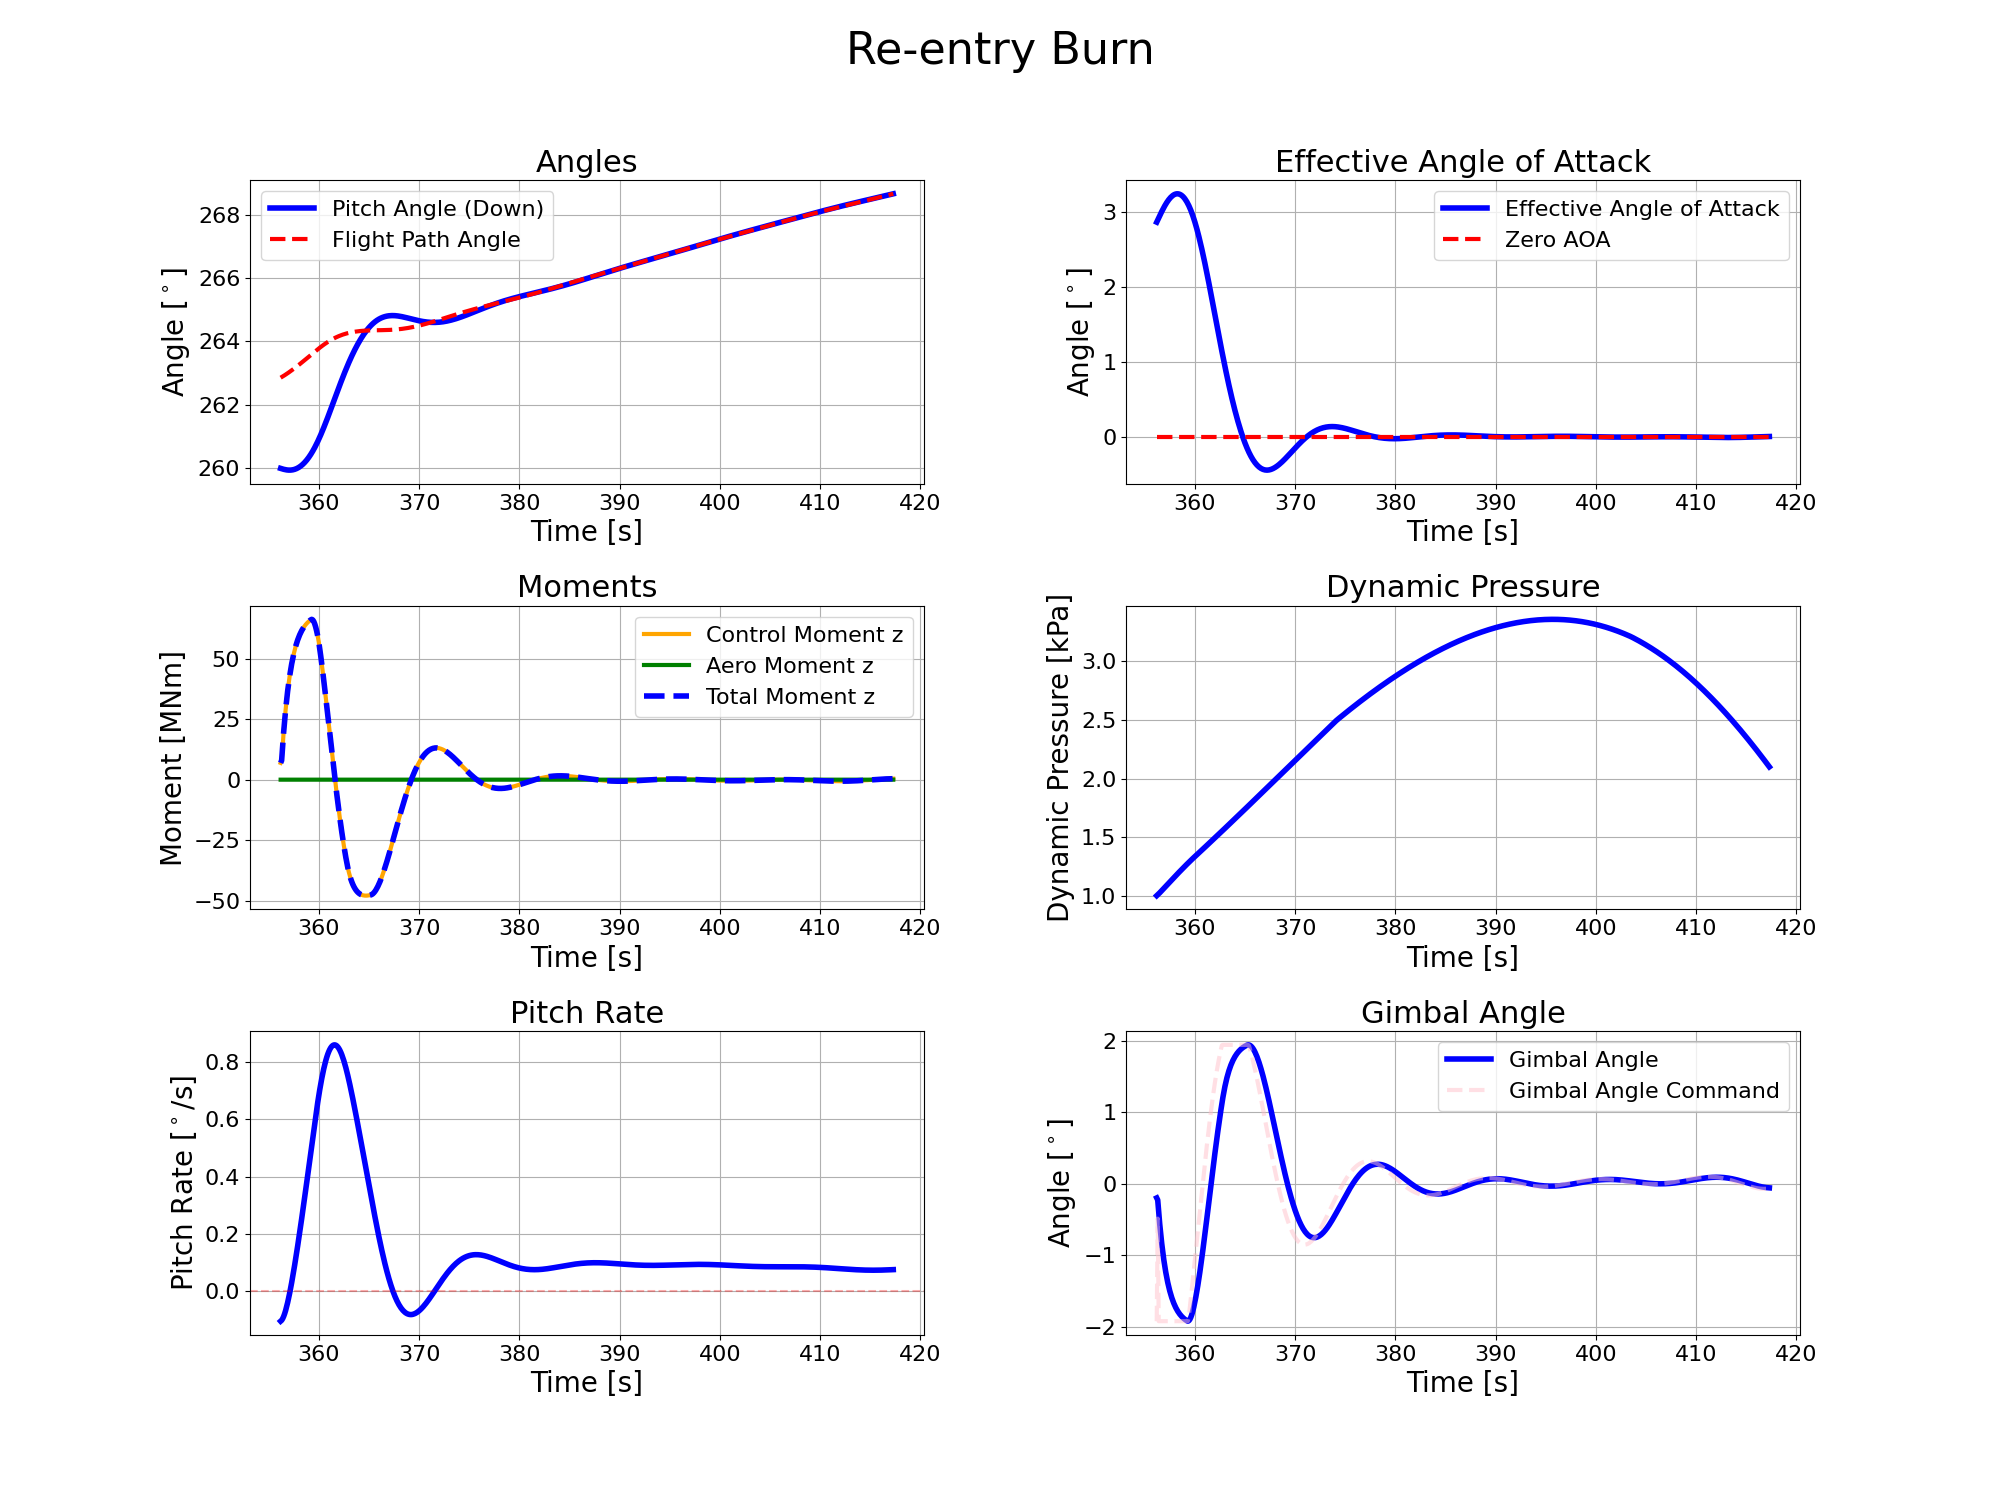 Re-entry Burn
Angles
Pitch Angle (Down)
Flight Path Angle
Angle [°]
268
266
264
262
260
360 370 380 390 400 410 420
Time [s]
Effective Angle of Attack
Effective Angle of Attack
Zero AOA
Angle [°]
3
2
1
0
360 370 380 390 400 410 420
Time [s]
Moments
Control Moment z
Aero Moment z
Total Moment z
Moment [MNm]
50
25
0
−25
−50
360 370 380 390 400 410 420
Time [s]
Dynamic Pressure
Dynamic Pressure [kPa]
3.0
2.5
2.0
1.5
1.0
360 370 380 390 400 410 420
Time [s]
Pitch Rate
Pitch Rate [°/s]
0.8
0.6
0.4
0.2
0.0
360 370 380 390 400 410 420
Time [s]
Gimbal Angle
Gimbal Angle
Gimbal Angle Command
Angle [°]
2
1
0
−1
−2
360 370 380 390 400 410 420
Time [s]